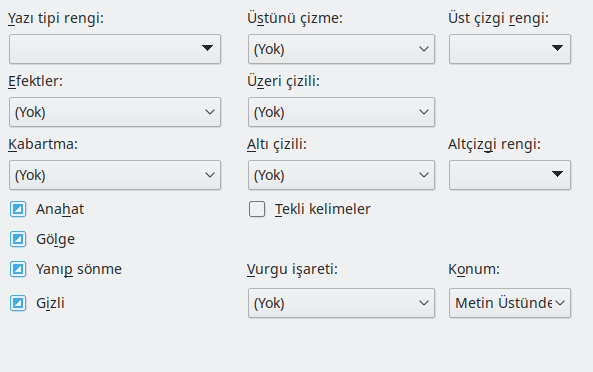 Yazı tipi rengi: Üstünü çizme: Üst çizgi rengi:
(Yok)
Efektler: Üzeri çizili:
(Yok) (Yok)
Kabartma: Altı çizili: Altçizgi rengi:
(Yok) (Yok)
Anahat Tekli kelimeler
Gölge
Yanıp sönme Vurgu işareti: Konum:
Gizli (Yok) Metin Üstünde